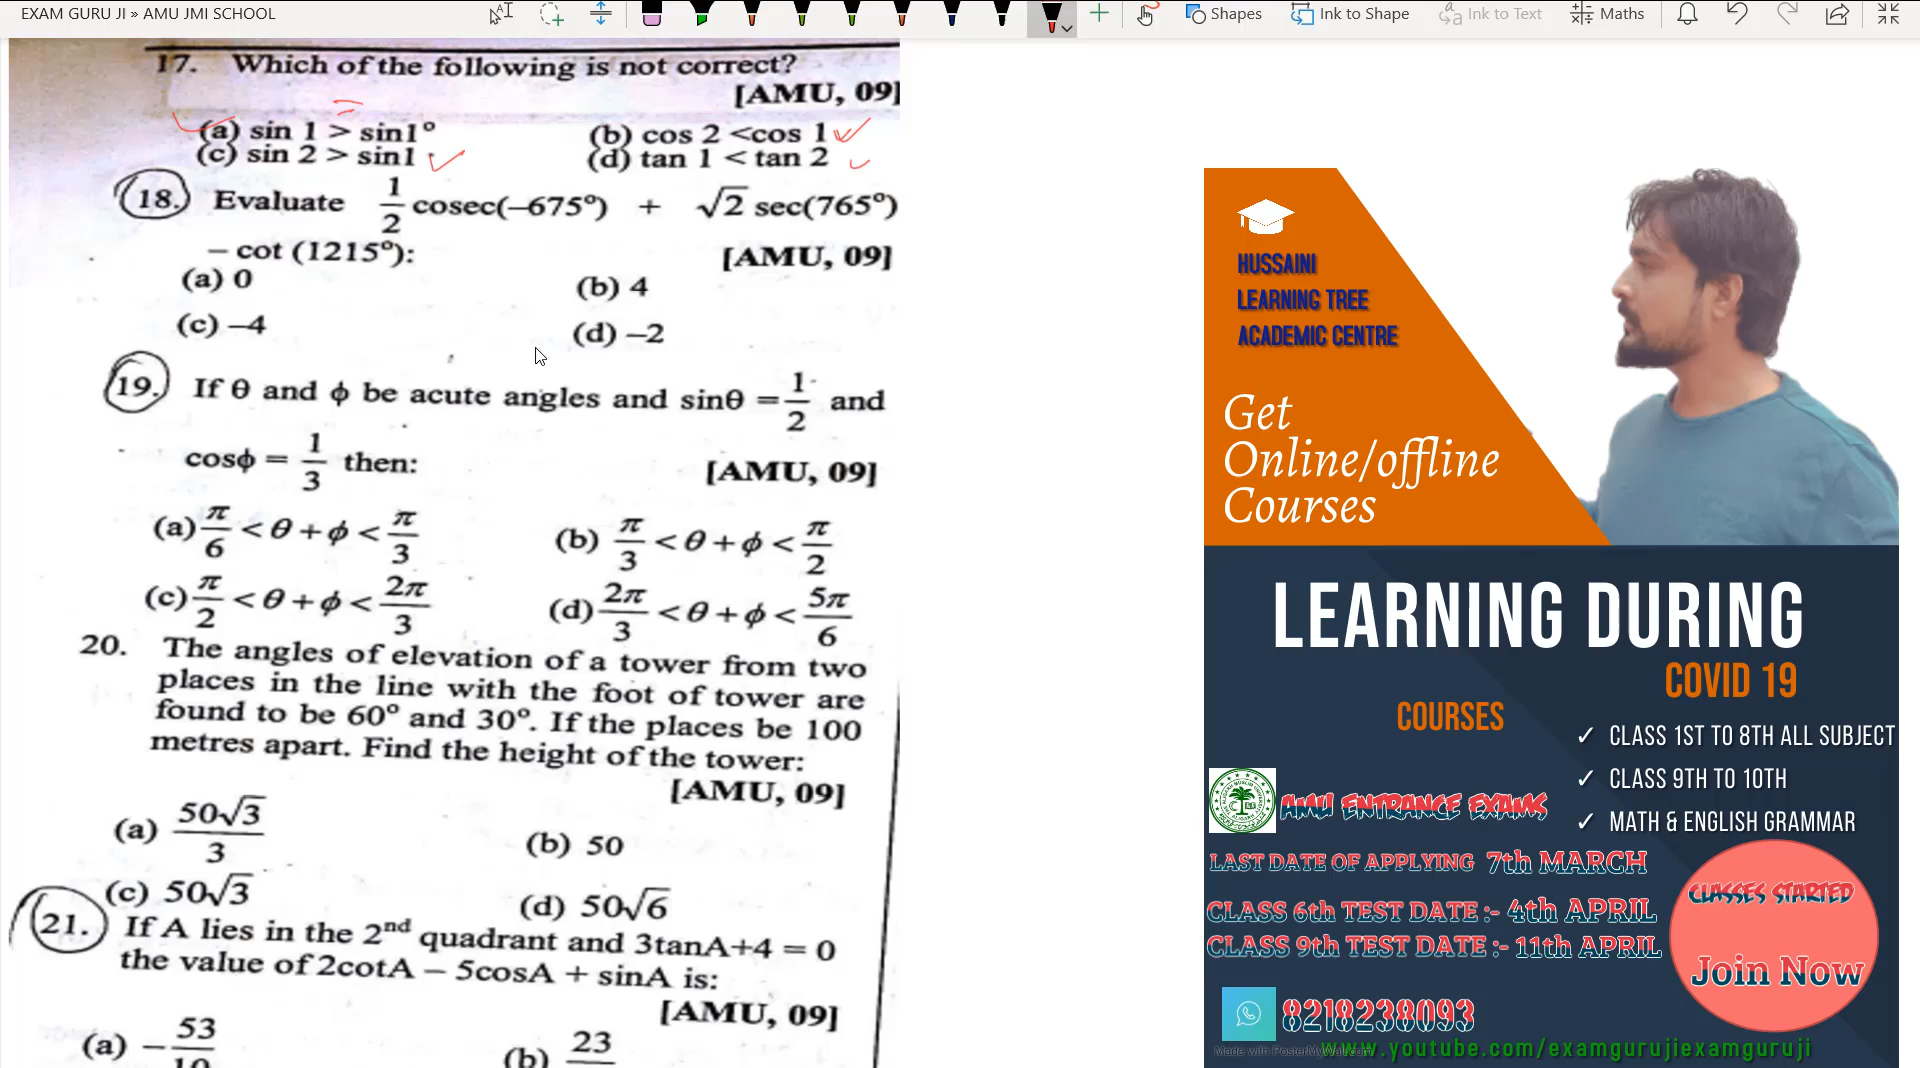 EXAM GURU JI » AMU JMI SCHOOL
Shapes
Ink to Shape
Ink to Text
Maths
17. Which of the following is not correct?
[AMU, 09]
(a) sin 1 > sin1°
(b) cos 2 <cos 1
(c) sin 2 > sin1
(d) tan 1 < tan 2
18. Evaluate 1/2 cosec(–675°) + √2 sec(765°)
– cot (1215°):
[AMU, 09]
(a) 0
(b) 4
(c) –4
(d) –2
19. If θ and ϕ be acute angles and sinθ = 1/2 and
cosϕ = 1/3 then:
[AMU, 09]
(a) π/6 < θ + ϕ < π/3
(b) π/3 < θ + ϕ < π/2
(c) π/2 < θ + ϕ < 2π/3
(d) 2π/3 < θ + ϕ < 5π/6
20. The angles of elevation of a tower from two
places in the line with the foot of tower are
found to be 60° and 30°. If the places be 100
metres apart. Find the height of the tower:
[AMU, 09]
(a) 50√3/3
(b) 50
(c) 50√3
(d) 50√6
21. If A lies in the 2nd quadrant and 3tanA+4 = 0
the value of 2cotA – 5cosA + sinA is:
[AMU, 09]
(a) – 53/10
(b) 23
HUSSAINI
LEARNING TREE
ACADEMIC CENTRE
Get
Online/offline
Courses
LEARNING DURING
COVID 19
COURSES
✓ CLASS 1ST TO 8TH ALL SUBJECT
✓ CLASS 9TH TO 10TH
✓ MATH & ENGLISH GRAMMAR
AMU ENTRANCE EXAMS
LAST DATE OF APPLYING 7th MARCH
CLASS 6th TEST DATE :- 4th APRIL
CLASS 9th TEST DATE :- 11th APRIL
CLASSES STARTED
Join Now
8218238093
Made with PosterMyWall.com
www.youtube.com/examgurujiexamguruji